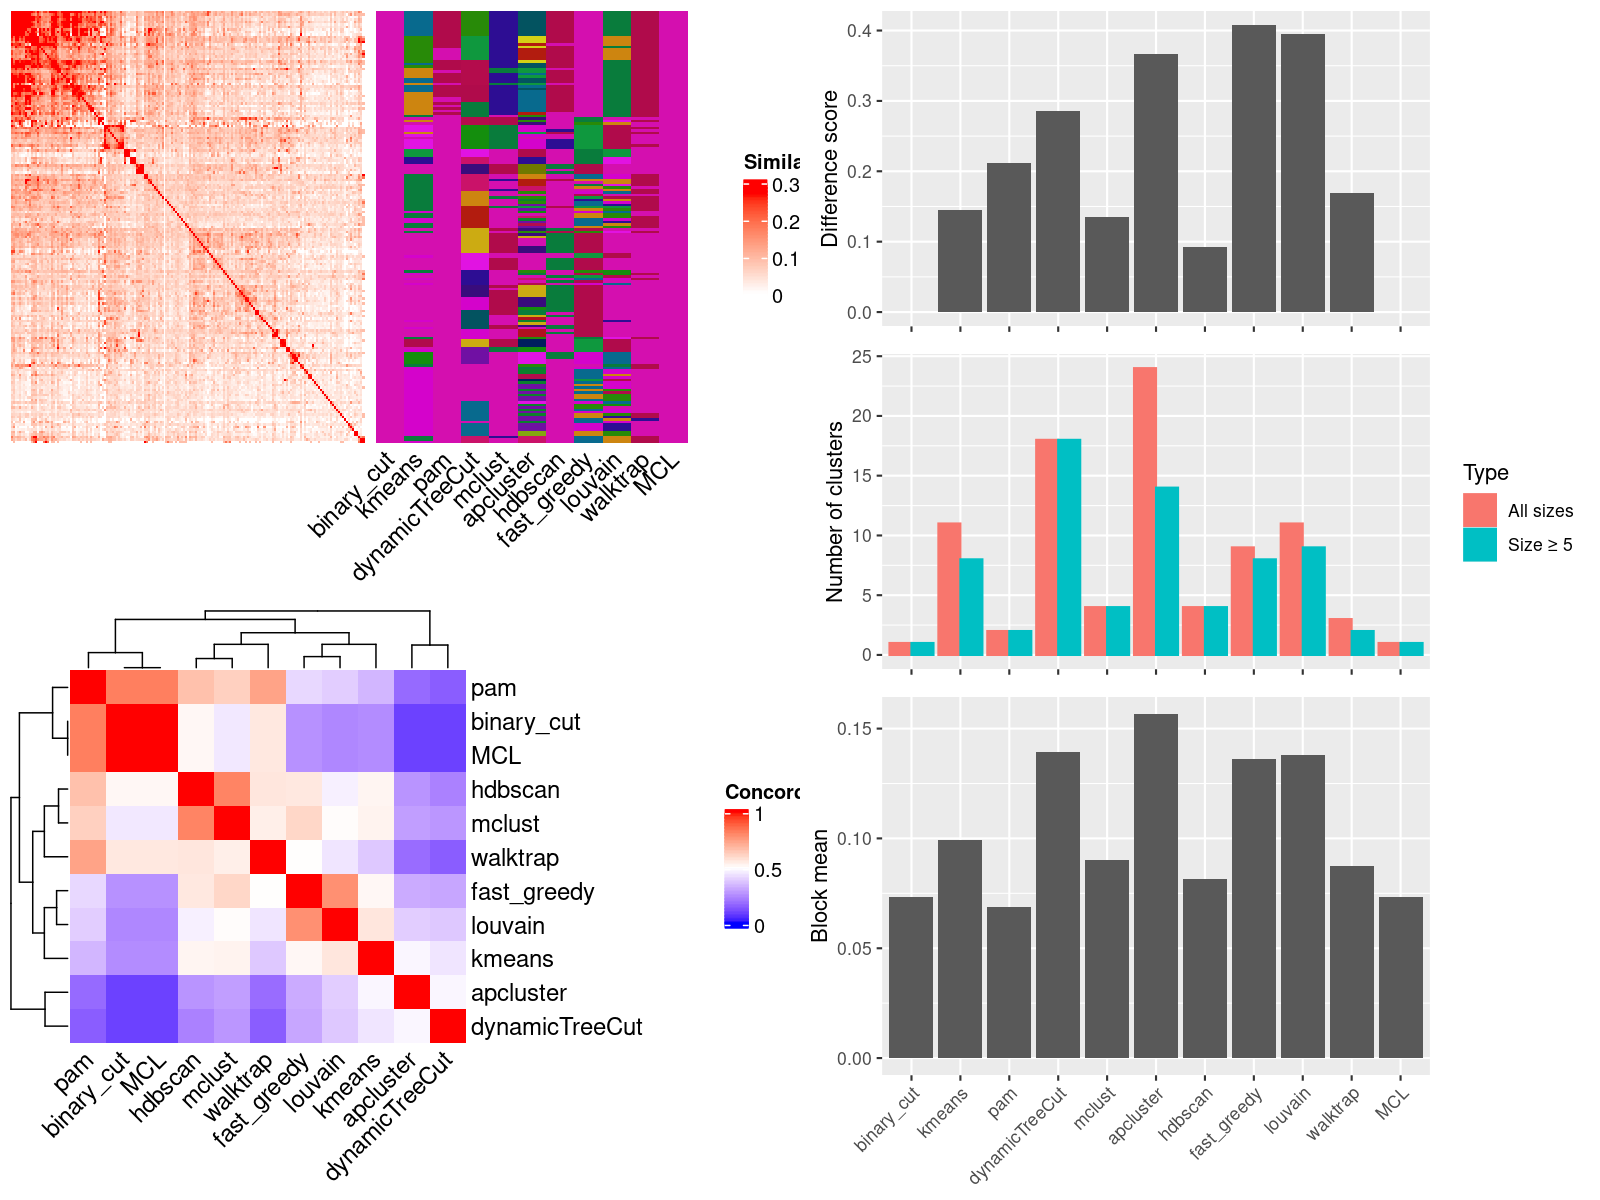 Simila
0.3
0.2
0.1
0
binary_cut
kmeans
pam
dynamicTreeCut
mclust
apcluster
hdbscan
fast_greedy
louvain
walktrap
MCL
pam
binary_cut
MCL
hdbscan
mclust
walktrap
fast_greedy
louvain
kmeans
apcluster
dynamicTreeCut
pam
binary_cut
MCL
hdbscan
mclust
walktrap
fast_greedy
louvain
kmeans
apcluster
dynamicTreeCut
Concord
1
0.5
0
Difference score
0.4
0.3
0.2
0.1
0.0
Number of clusters
25
20
15
10
5
0
Type
All sizes
Size ≥ 5
Block mean
0.15
0.10
0.05
0.00
binary_cut
kmeans
pam
dynamicTreeCut
mclust
apcluster
hdbscan
fast_greedy
louvain
walktrap
MCL